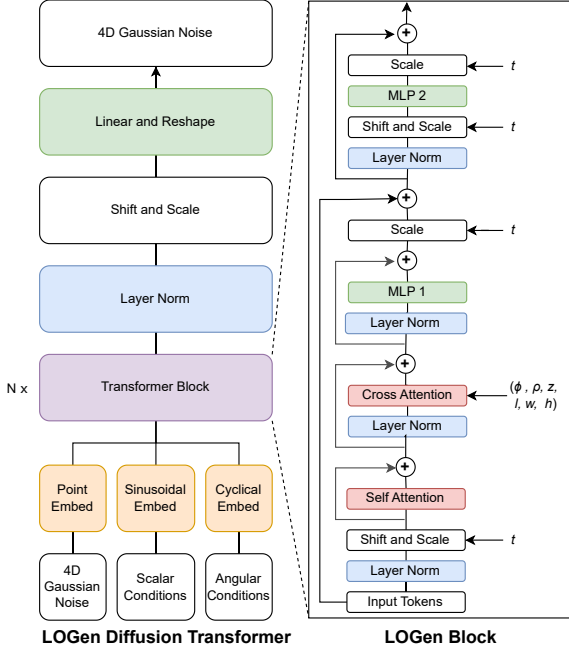 4D Gaussian Noise
Linear and Reshape
Shift and Scale
Layer Norm
N x
Transformer Block
Point
Embed
Sinusoidal
Embed
Cyclical
Embed
4D
Gaussian
Noise
Scalar
Conditions
Angular
Conditions
LOGen Diffusion Transformer
+
Scale
t
MLP 2
Shift and Scale
t
Layer Norm
+
Scale
t
+
MLP 1
Layer Norm
+
Cross Attention
(ϕ , ρ, z,
l, w, h)
Layer Norm
+
Self Attention
Shift and Scale
t
Layer Norm
Input Tokens
LOGen Block